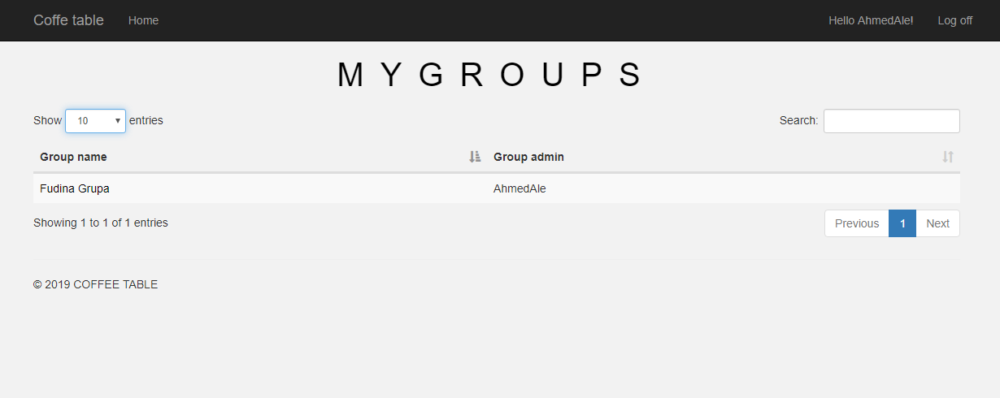 Coffe table Home Hello AhmedAle! Log off
M Y G R O U P S
Show 10 entries Search:
Group name Group admin
Fudina Grupa AhmedAle
Showing 1 to 1 of 1 entries Previous 1 Next
© 2019 COFFEE TABLE